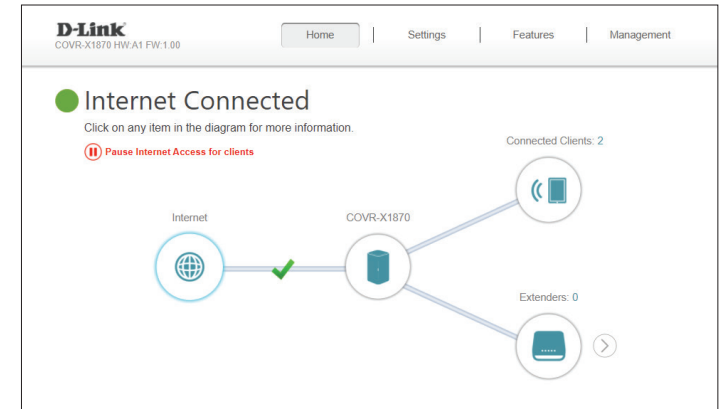 D-Link
COVR-X1870 HW:A1 FW:1.00
Home
Settings
Features
Management
Internet Connected
Click on any item in the diagram for more information.
Pause Internet Access for clients
Connected Clients: 2
Internet
COVR-X1870
Extenders: 0